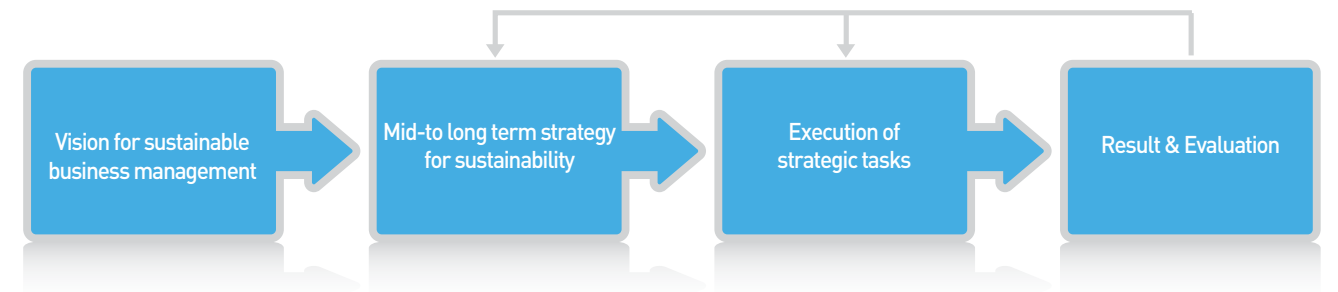 Vision for sustainable
business management
Mid-to long term strategy
for sustainability
Execution of
strategic tasks
Result & Evaluation